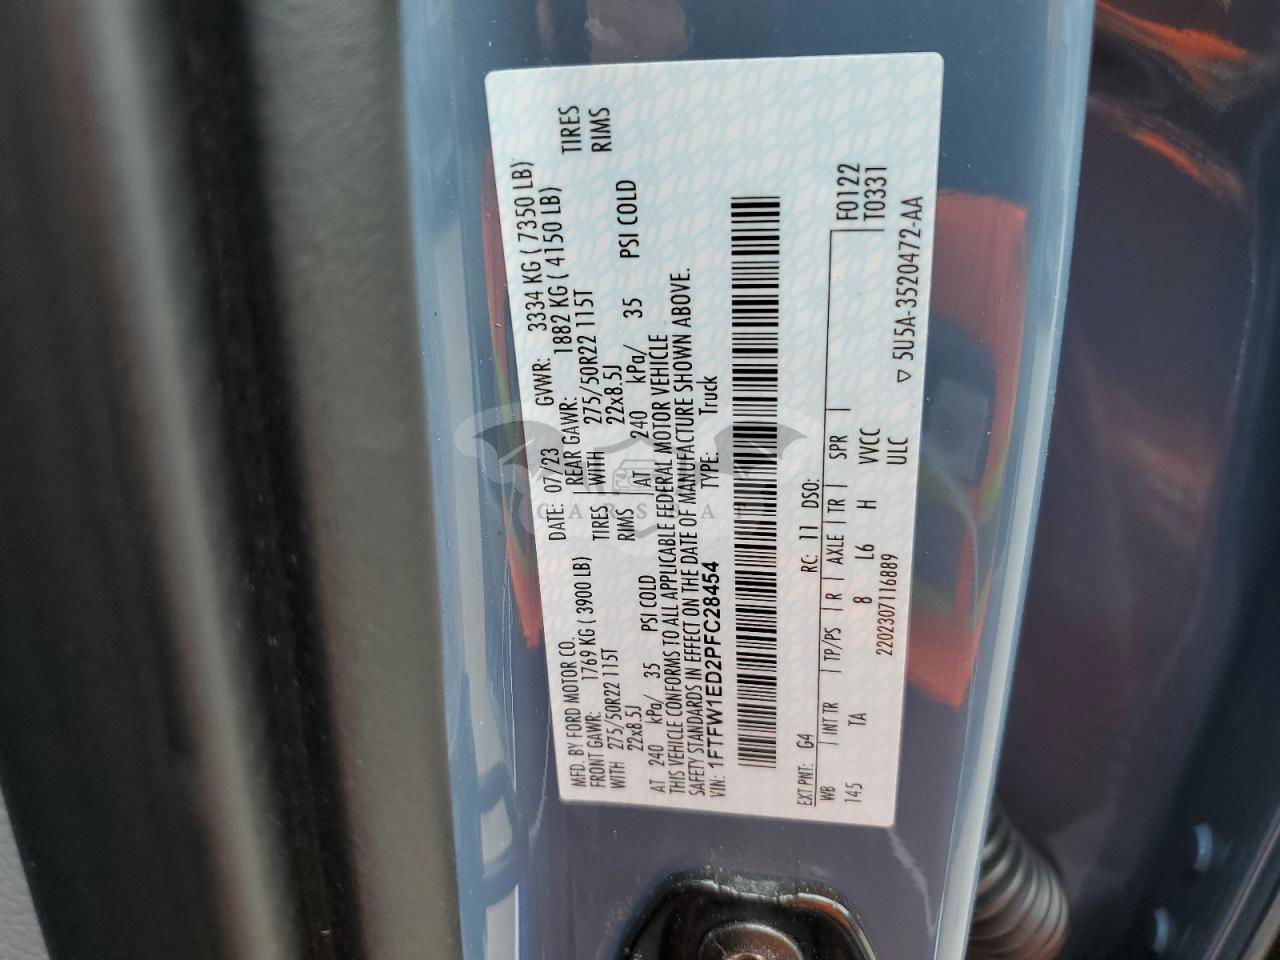 MFD. BY FORD MOTOR CO.
DATE: 07/23 GVWR: 3334 KG ( 7350 LB)
FRONT GAWR: 1769 KG ( 3900 LB) REAR GAWR: 1882 KG ( 4150 LB)
WITH 275/50R22 115T TIRES WITH 275/50R22 115T TIRES
22x8.5J RIMS 22x8.5J RIMS
AT 240 kPa/ 35 PSI COLD AT 240 kPa/ 35 PSI COLD
THIS VEHICLE CONFORMS TO ALL APPLICABLE FEDERAL MOTOR VEHICLE
SAFETY STANDARDS IN EFFECT ON THE DATE OF MANUFACTURE SHOWN ABOVE.
VIN: 1FTFW1ED2PFC28454 TYPE: Truck
EXT PNT: G4 RC: 11 DSO: F0122
WB INT TR TP/PS R AXLE TR SPR T0331
145 TA 8 L6 H VVCC
2202307116889 ULC
▽ 5U5A-3520472-AA